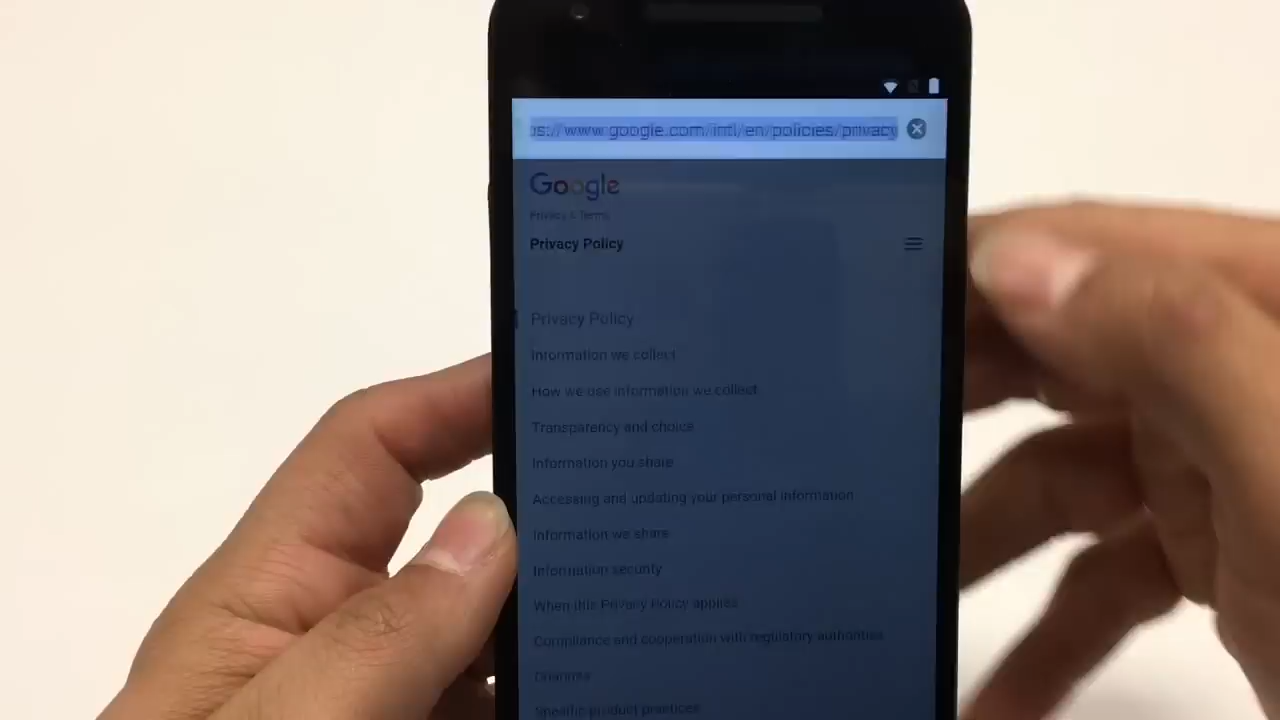 ps://www.google.com/intl/en/policies/privacy
Google
Privacy & Terms
Privacy Policy
Privacy Policy
Information we collect
How we use information we collect
Transparency and choice
Information you share
Accessing and updating your personal information
Information we share
Information security
When this Privacy Policy applies
Compliance and cooperation with regulatory authorities
Changes
Specific product practices